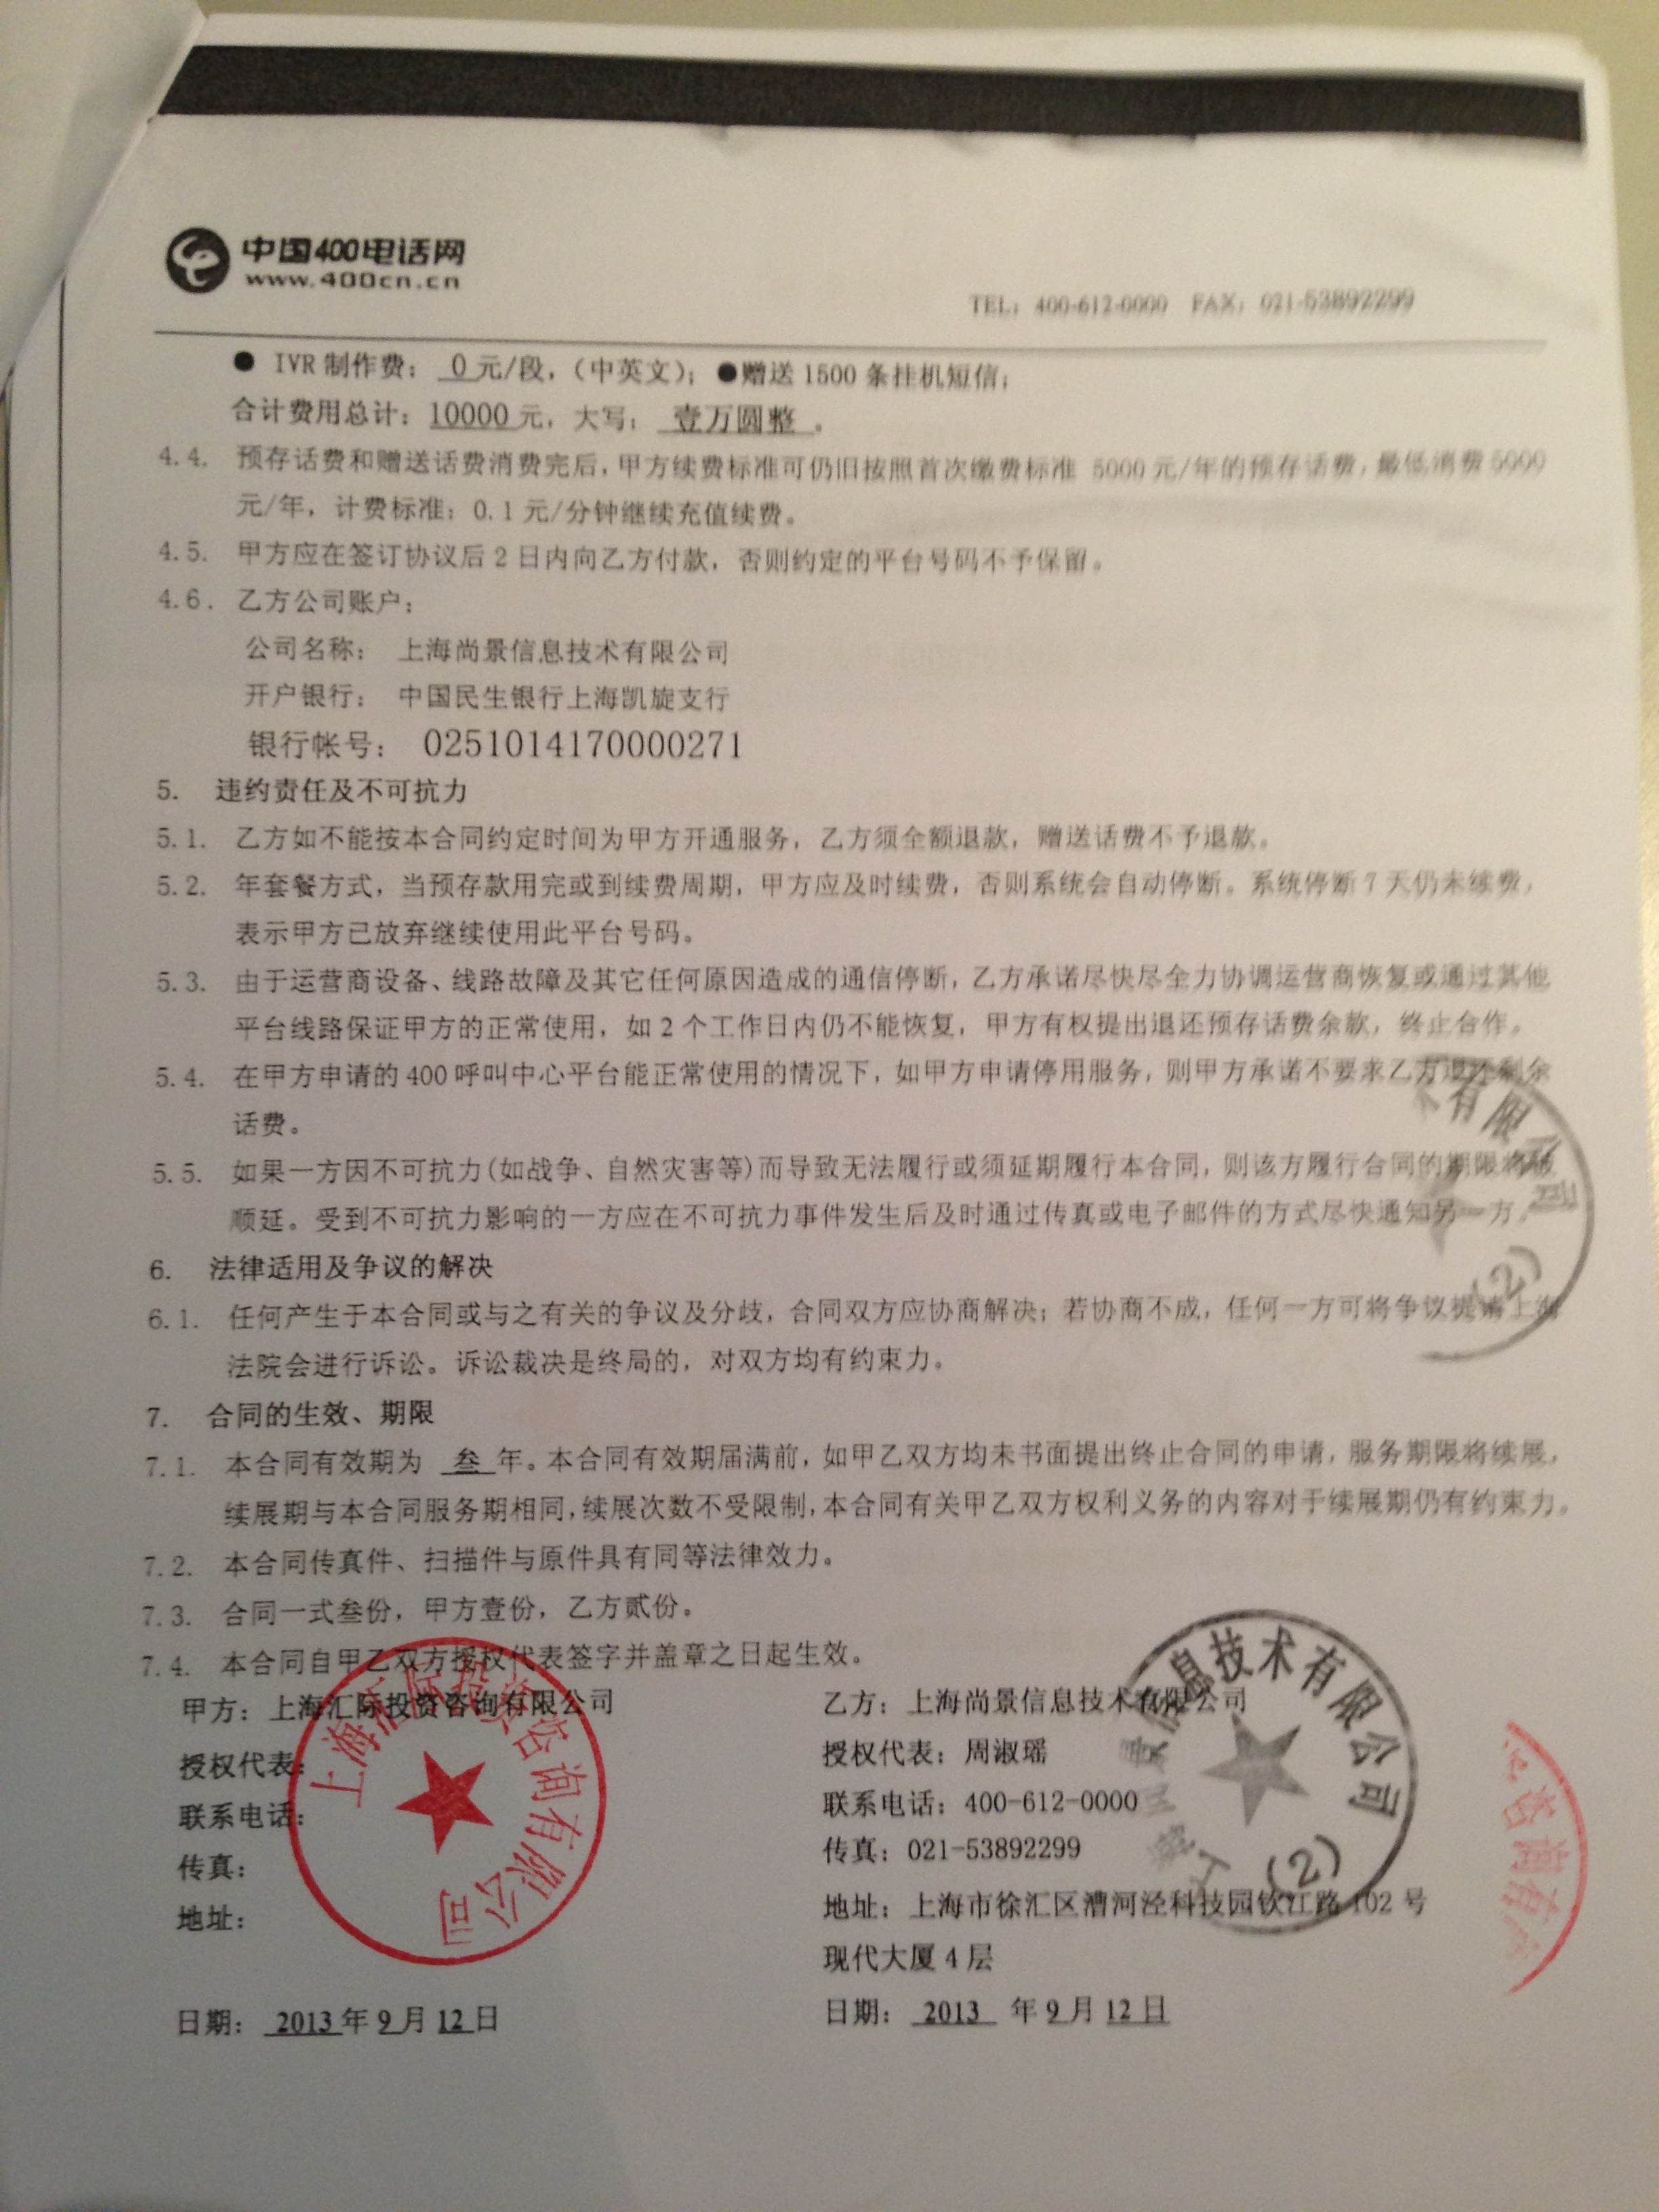 中国400电话网
www.400cn.cn
TEL：400-612-0000 FAX：021-53892299
● IVR 制作费： 0 元/段，（中英文）；●赠送 1500 条挂机短信；
合计费用总计：10000 元，大写： 壹万圆整 。
4.4. 预存话费和赠送话费消费完后，甲方续费标准可仍旧按照首次缴费标准 5000 元/年的预存话费，最低消费 5000
元/年，计费标准：0.1 元/分钟继续充值续费。
4.5. 甲方应在签订协议后 2 日内向乙方付款，否则约定的平台号码不予保留。
4.6. 乙方公司账户：
公司名称： 上海尚景信息技术有限公司
开户银行： 中国民生银行上海凯旋支行
银行帐号： 0251014170000271
5. 违约责任及不可抗力
5.1. 乙方如不能按本合同约定时间为甲方开通服务，乙方须全额退款，赠送话费不予退款。
5.2. 年套餐方式，当预存款用完或到续费周期，甲方应及时续费，否则系统会自动停断。系统停断 7 天仍未续费，
表示甲方已放弃继续使用此平台号码。
5.3. 由于运营商设备、线路故障及其它任何原因造成的通信停断，乙方承诺尽快尽全力协调运营商恢复或通过其他
平台线路保证甲方的正常使用，如 2 个工作日内仍不能恢复，甲方有权提出退还预存话费余款，终止合作。
5.4. 在甲方申请的 400 呼叫中心平台能正常使用的情况下，如甲方申请停用服务，则甲方承诺不要求乙方退还剩余
话费。
5.5. 如果一方因不可抗力(如战争、自然灾害等)而导致无法履行或须延期履行本合同，则该方履行合同的期限将被
顺延。受到不可抗力影响的一方应在不可抗力事件发生后及时通过传真或电子邮件的方式尽快通知另一方。
有限公司
(2)
6. 法律适用及争议的解决
6.1. 任何产生于本合同或与之有关的争议及分歧，合同双方应协商解决；若协商不成，任何一方可将争议提请上海
法院会进行诉讼。诉讼裁决是终局的，对双方均有约束力。
7. 合同的生效、期限
7.1. 本合同有效期为 叁 年。本合同有效期届满前，如甲乙双方均未书面提出终止合同的申请，服务期限将续展，
续展期与本合同服务期相同，续展次数不受限制，本合同有关甲乙双方权利义务的内容对于续展期仍有约束力。
7.2. 本合同传真件、扫描件与原件具有同等法律效力。
7.3. 合同一式叁份，甲方壹份，乙方贰份。
7.4. 本合同自甲乙双方授权代表签字并盖章之日起生效。
甲方：上海汇际投资咨询有限公司
授权代表：
联系电话：
传真：
地址：
日期： 2013 年 9 月 12 日
上海汇际投资咨询有限公司
乙方：上海尚景信息技术有限公司
授权代表：周淑瑶
联系电话：400-612-0000
传真：021-53892299
地址：上海市徐汇区漕河泾科技园钦江路 102 号
现代大厦 4 层
日期： 2013 年 9 月 12 日
上海尚景信息技术有限公司
(2)
咨询有